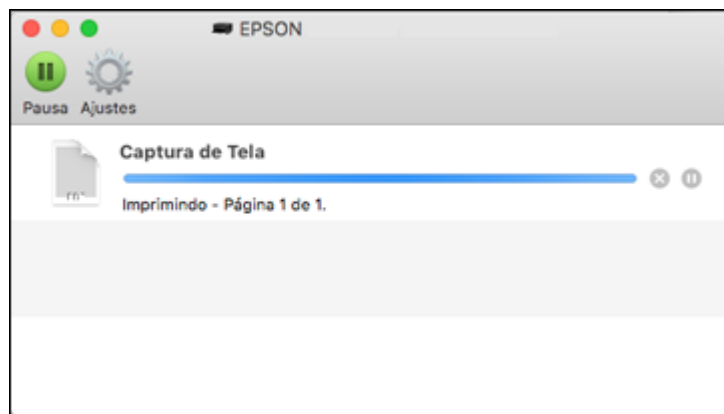 EPSON
Pausa Ajustes
Captura de Tela
Imprimindo - Página 1 de 1.